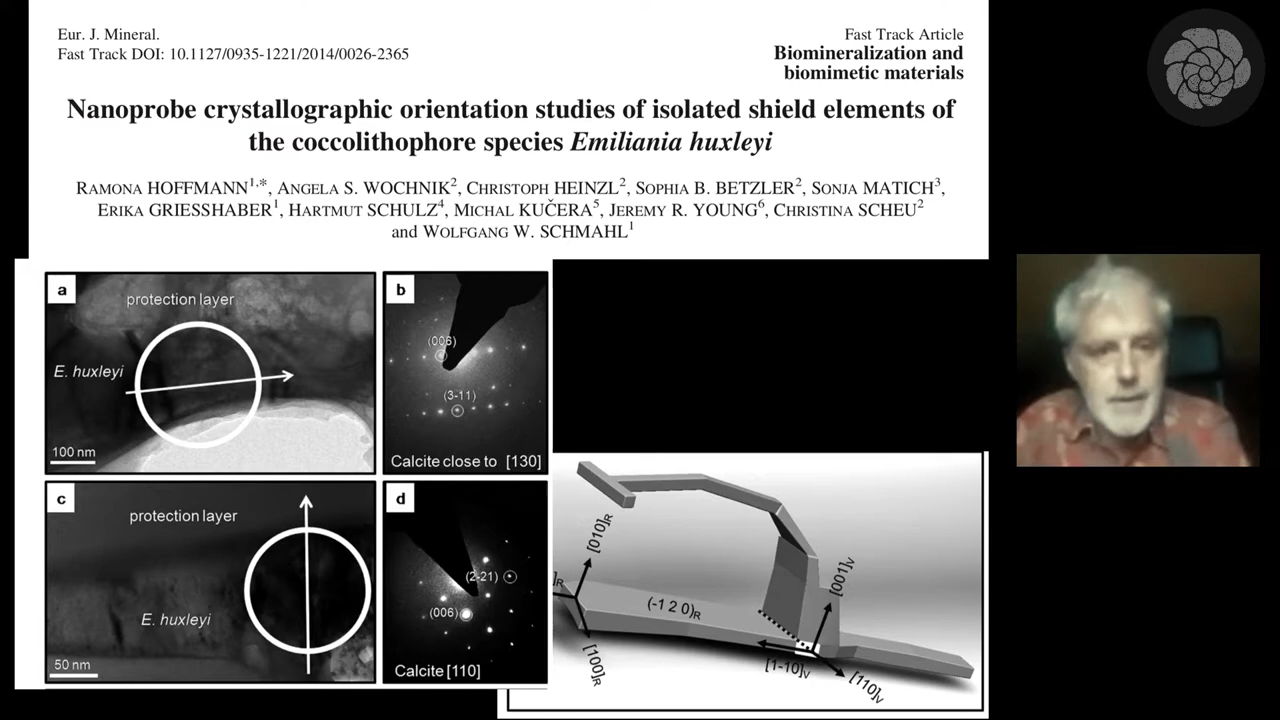 Eur. J. Mineral.
Fast Track DOI: 10.1127/0935-1221/2014/0026-2365
Fast Track Article
Biomineralization and
biomimetic materials
Nanoprobe crystallographic orientation studies of isolated shield elements of
the coccolithophore species Emiliania huxleyi
RAMONA HOFFMANN1,*, ANGELA S. WOCHNIK2, CHRISTOPH HEINZL2, SOPHIA B. BETZLER2, SONJA MATICH3,
ERIKA GRIESSHABER1, HARTMUT SCHULZ4, MICHAL KUČERA5, JEREMY R. YOUNG6, CHRISTINA SCHEU2
and WOLFGANG W. SCHMAHL1
a
protection layer
E. huxleyi
100 nm
b
(006)
(3-11)
Calcite close to [130]
c
protection layer
E. huxleyi
50 nm
d
(2-21)
(006)
Calcite [110]
[010]R
]R
(-1 2 0)R
[100]R
[001]V
[1-10]V
[110]V